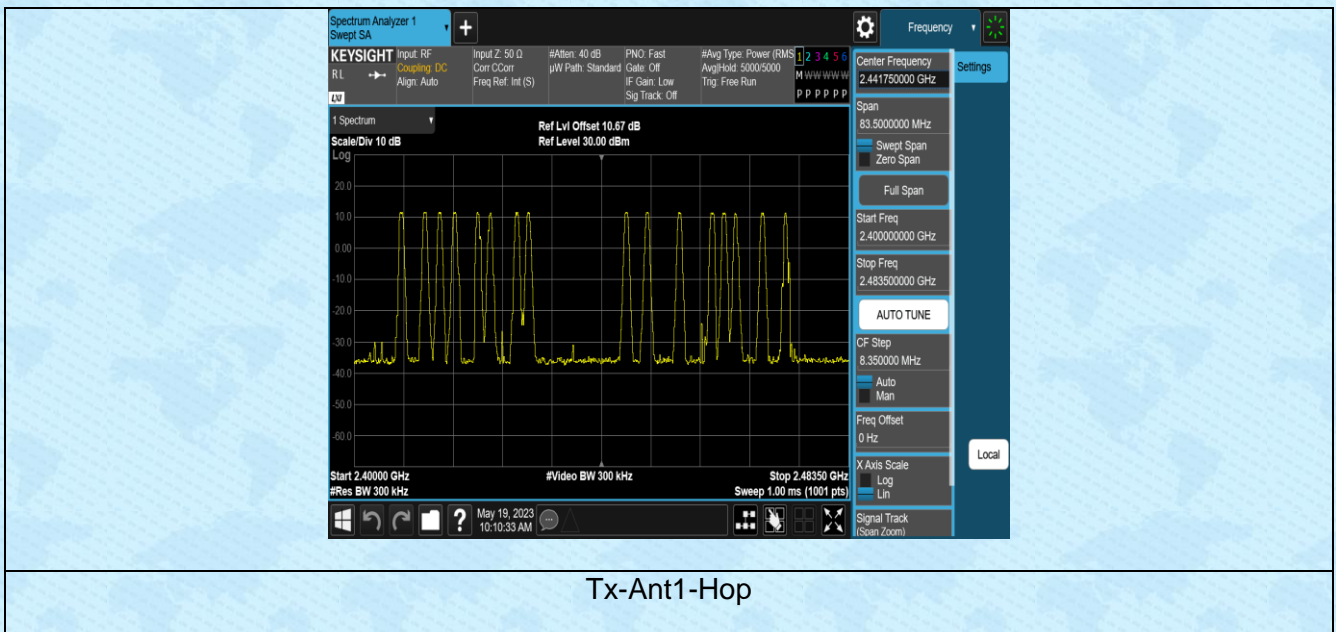 Spectrum Analyzer 1
Swept SA
+
Frequency
KEYSIGHT
RL
LXI
Input: RF
Coupling: DC
Align: Auto
Input Z: 50 Ω
Corr CCorr
Freq Ref: Int (S)
#Atten: 40 dB
µW Path: Standard
PNO: Fast
Gate: Off
IF Gain: Low
Sig Track: Off
#Avg Type: Power (RMS
Avg|Hold: 5000/5000
Trig: Free Run
1 2 3 4 5 6
M W W W W W
P P P P P P
1 Spectrum
Scale/Div 10 dB
Log
Ref Lvl Offset 10.67 dB
Ref Level 30.00 dBm
20.0
10.0
0.00
-10.0
-20.0
-30.0
-40.0
-50.0
-60.0
Start 2.40000 GHz
#Res BW 300 kHz
#Video BW 300 kHz
Stop 2.48350 GHz
Sweep 1.00 ms (1001 pts)
?
May 19, 2023
10:10:33 AM
Center Frequency
2.441750000 GHz
Settings
Span
83.5000000 MHz
Swept Span
Zero Span
Full Span
Start Freq
2.400000000 GHz
Stop Freq
2.483500000 GHz
AUTO TUNE
CF Step
8.350000 MHz
Auto
Man
Freq Offset
0 Hz
X Axis Scale
Log
Lin
Local
Signal Track
(Span Zoom)
Tx-Ant1-Hop